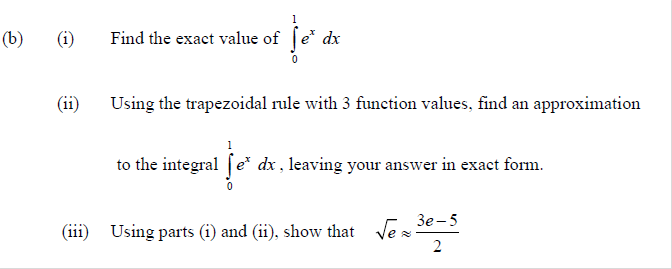 (b) (i) Find the exact value of ∫₀¹ eˣ dx
(ii) Using the trapezoidal rule with 3 function values, find an approximation
to the integral ∫₀¹ eˣ dx , leaving your answer in exact form.
(iii) Using parts (i) and (ii), show that √e ≈ (3e – 5)/2